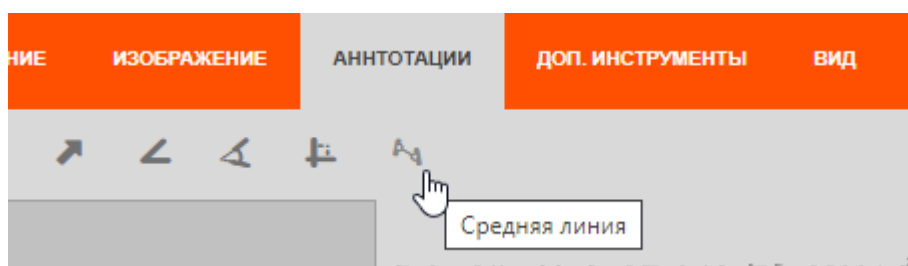 НИЕ ИЗОБРАЖЕНИЕ АННТОТАЦИИ ДОП. ИНСТРУМЕНТЫ ВИД
Средняя линия